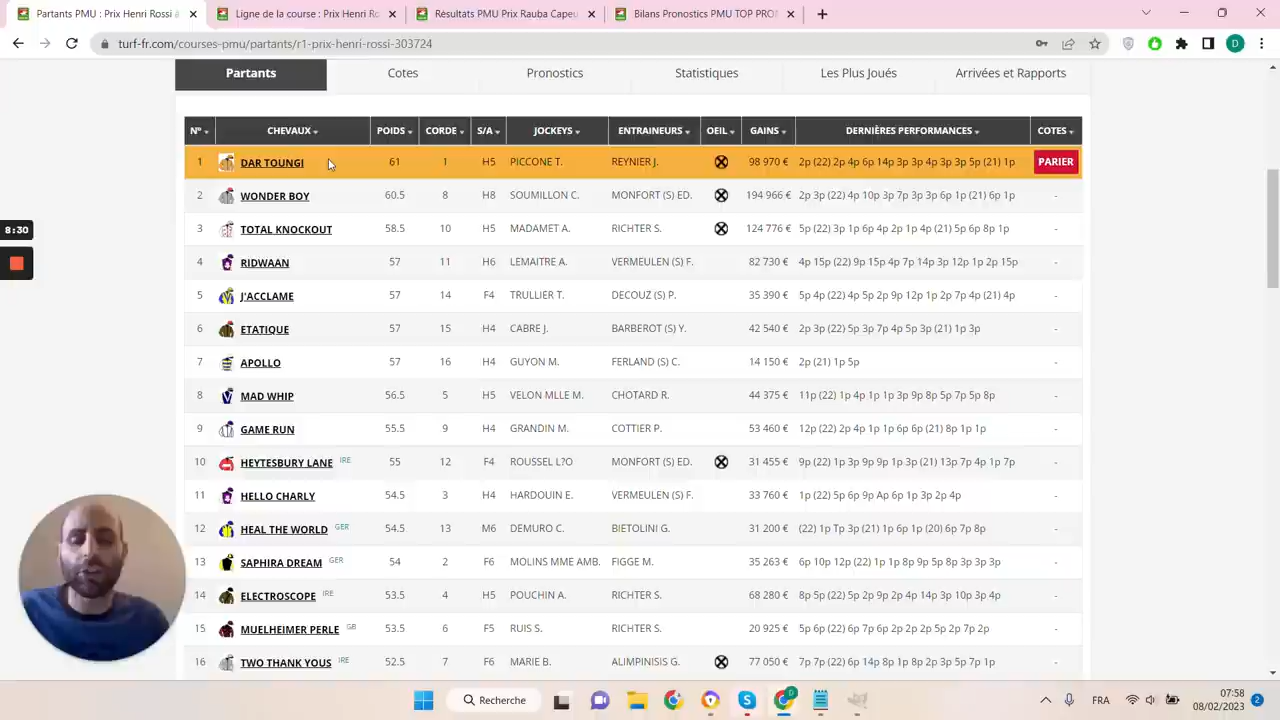 Partants PMU : Prix Henri Rossi à
Ligne de la course : Prix Henri Ro
Résultats PMU Prix Rauba Capeu
Bilans Pronostics PMU TOP PRO
turf-fr.com/courses-pmu/partants/r1-prix-henri-rossi-303724
D
Partants Cotes Pronostics Statistiques Les Plus Joués Arrivées et Rapports
N° CHEVAUX POIDS CORDE S/A JOCKEYS ENTRAINEURS OEIL GAINS DERNIÈRES PERFORMANCES COTES
1 DAR TOUNGI 61 1 H5 PICCONE T. REYNIER J. 98 970 € 2p (22) 2p 4p 6p 14p 3p 3p 4p 3p 3p 5p (21) 1p PARIER
2 WONDER BOY 60.5 8 H8 SOUMILLON C. MONFORT (S) ED. 194 966 € 2p 3p (22) 2p 4p 10p 3p 7p 3p 3p 6p 1p (21) 6p 1p -
3 TOTAL KNOCKOUT 58.5 10 H5 MADAMET A. RICHTER S. 124 776 € 5p (22) 3p 1p 6p 4p 2p 1p 4p (21) 5p 6p 8p 1p -
4 RIDWAAN 57 11 H6 LEMAITRE A. VERMEULEN (S) F. 82 730 € 4p 15p (22) 9p 15p 4p 7p 14p 3p 12p 1p 2p 15p -
5 J'ACCLAME 57 14 F4 TRULLIER T. DECOUZ (S) P. 35 390 € 5p 4p (22) 4p 5p 2p 9p 12p 1p 2p 7p 4p (21) 4p -
6 ETATIQUE 57 15 H4 CABRE J. BARBEROT (S) Y. 42 540 € 2p 3p (22) 5p 3p 7p 4p 5p 3p (21) 1p 3p -
7 APOLLO 57 16 H4 GUYON M. FERLAND (S) C. 14 150 € 2p (21) 1p 5p -
8 MAD WHIP 56.5 5 H5 VELON MLLE M. CHOTARD R. 44 375 € 11p (22) 1p 4p 1p 1p 3p 9p 8p 5p 7p 5p 8p -
9 GAME RUN 55.5 9 H4 GRANDIN M. COTTIER P. 53 460 € 12p (22) 2p 4p 1p 1p 6p 6p (21) 8p 1p 1p -
10 HEYTESBURY LANE IRE 55 12 F4 ROUSSEL L?O MONFORT (S) ED. 31 455 € 9p (22) 1p 3p 9p 9p 1p 3p (21) 13p 7p 4p 1p 7p -
11 HELLO CHARLY 54.5 3 H4 HARDOUIN E. VERMEULEN (S) F. 33 760 € 1p (22) 5p 6p 9p Ap 6p 1p 3p 2p 4p -
12 HEAL THE WORLD GER 54.5 13 M6 DEMURO C. BIETOLINI G. 31 200 € (22) 1p Tp 3p (21) 1p 6p 1p (20) 6p 7p 8p -
13 SAPHIRA DREAM GER 54 2 F6 MOLINS MME AMB. FIGGE M. 35 263 € 6p 10p 12p (22) 1p 1p 8p 9p 5p 8p 3p 3p 3p -
14 ELECTROSCOPE IRE 53.5 4 H5 POUCHIN A. RICHTER S. 68 280 € 8p 5p (22) 5p 2p 9p 2p 4p 14p 3p 10p 3p 4p -
15 MUELHEIMER PERLE GB 53.5 6 F5 RUIS S. RICHTER S. 20 925 € 5p 6p (22) 6p 7p 6p 2p 2p 2p 5p 2p 7p 2p -
16 TWO THANK YOUS IRE 52.5 7 F6 MARIE B. ALIMPINISIS G. 77 050 € 7p 7p (22) 6p 14p 8p 1p 8p 2p 3p 5p 7p 1p -
8:30
Recherche
FRA
07:58
08/02/2023
2